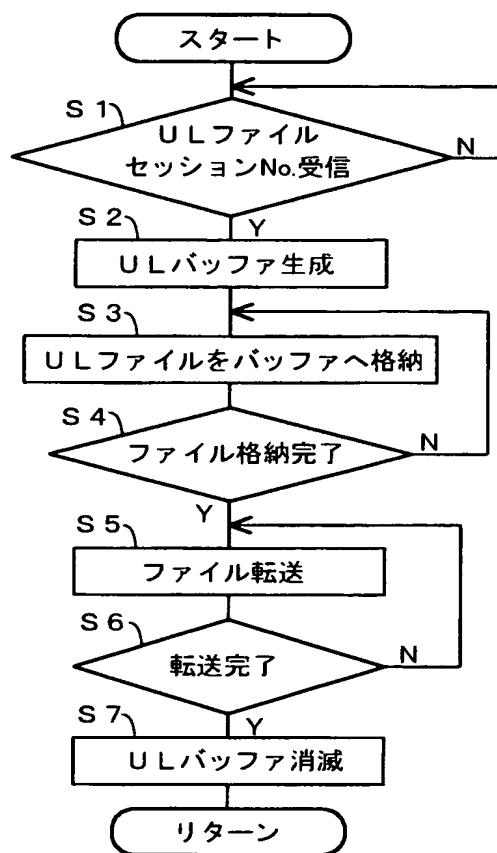 スタート
S1
ULファイル
セッションNo.受信
N
Y
S2
ULバッファ生成
S3
ULファイルをバッファへ格納
S4
ファイル格納完了
N
Y
S5
ファイル転送
S6
転送完了
N
Y
S7
ULバッファ消滅
リターン